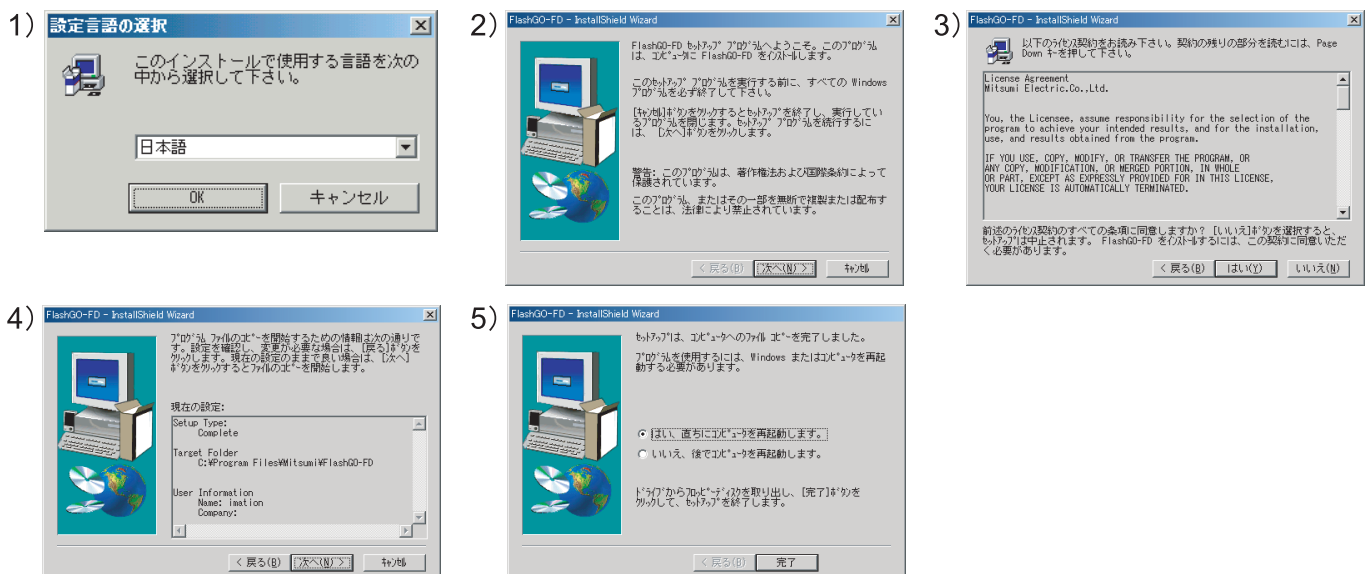 1)
設定言語の選択
このインストールで使用する言語を次の
中から選択して下さい。
日本語
OK
キャンセル
2)
FlashGO-FD - InstallShield Wizard
FlashGO-FD ｾｯﾄｱｯﾌﾟ ﾌﾟﾛｸﾞﾗﾑへようこそ。このﾌﾟﾛｸﾞﾗﾑ
は、ｺﾝﾋﾟｭｰﾀに FlashGO-FD をｲﾝｽﾄｰﾙします。
このｾｯﾄｱｯﾌﾟ ﾌﾟﾛｸﾞﾗﾑを実行する前に、すべての Windows
ﾌﾟﾛｸﾞﾗﾑを必ず終了して下さい。
[ｷｬﾝｾﾙ]ﾎﾞﾀﾝをｸﾘｯｸするとｾｯﾄｱｯﾌﾟを終了し、実行してい
るﾌﾟﾛｸﾞﾗﾑを閉じます。ｾｯﾄｱｯﾌﾟ ﾌﾟﾛｸﾞﾗﾑを続行するに
は、［次へ]ﾎﾞﾀﾝをｸﾘｯｸします。
警告: このﾌﾟﾛｸﾞﾗﾑは、著作権法および国際条約によって
保護されています。
このﾌﾟﾛｸﾞﾗﾑ、またはその一部を無断で複製または配布す
ることは、法律により禁止されています。
< 戻る(B)
次へ(N) >
ｷｬﾝｾﾙ
3)
FlashGO-FD - InstallShield Wizard
以下のﾗｲｾﾝｽ契約をお読み下さい。契約の残りの部分を読むには、Page
Down ｷｰを押して下さい。
License Agreement
Mitsumi Electric.Co.,Ltd.
You, the Licensee, assume responsibility for the selection of the
program to achieve your intended results, and for the installation,
use, and results obtained from the program.
IF YOU USE, COPY, MODIFY, OR TRANSFER THE PROGRAM, OR
ANY COPY, MODIFICATION, OR MERGED PORTION, IN WHOLE
OR PART, EXCEPT AS EXPRESSLY PROVIDED FOR IN THIS LICENSE,
YOUR LICENSE IS AUTOMATICALLY TERMINATED.
前述のﾗｲｾﾝｽ契約のすべての条項に同意しますか？［いいえ]ﾎﾞﾀﾝを選択すると、
ｾｯﾄｱｯﾌﾟは中止されます。 FlashGO-FD をｲﾝｽﾄｰﾙするには、この契約に同意いただ
く必要があります。
< 戻る(B)
はい(Y)
いいえ(N)
4)
FlashGO-FD - InstallShield Wizard
ﾌﾟﾛｸﾞﾗﾑ ﾌｧｲﾙのｺﾋﾟｰを開始するための情報は次の通りで
す。設定を確認し、変更が必要な場合は、[戻る]ﾎﾞﾀﾝを
ｸﾘｯｸします。現在の設定のままで良い場合は、［次へ]
ﾎﾞﾀﾝをｸﾘｯｸするとﾌｧｲﾙのｺﾋﾟｰを開始します。
現在の設定:
Setup Type:
Complete
Target Folder
C:¥Program Files¥Mitsumi¥FlashGO-FD
User Information
Name: imation
Company:
< 戻る(B)
次へ(N) >
ｷｬﾝｾﾙ
5)
FlashGO-FD - InstallShield Wizard
ｾｯﾄｱｯﾌﾟは、ｺﾝﾋﾟｭｰﾀへのﾌｧｲﾙ ｺﾋﾟｰを完了しました。
ﾌﾟﾛｸﾞﾗﾑを使用するには、Windows またはｺﾝﾋﾟｭｰﾀを再起
動する必要があります。
はい、直ちにｺﾝﾋﾟｭｰﾀを再起動します。
いいえ、後でｺﾝﾋﾟｭｰﾀを再起動します。
ﾄﾞﾗｲﾌﾞからﾌﾛｯﾋﾟｰﾃﾞｨｽｸを取り出し、[完了]ﾎﾞﾀﾝを
ｸﾘｯｸして、ｾｯﾄｱｯﾌﾟを終了します。
< 戻る(B)
完了